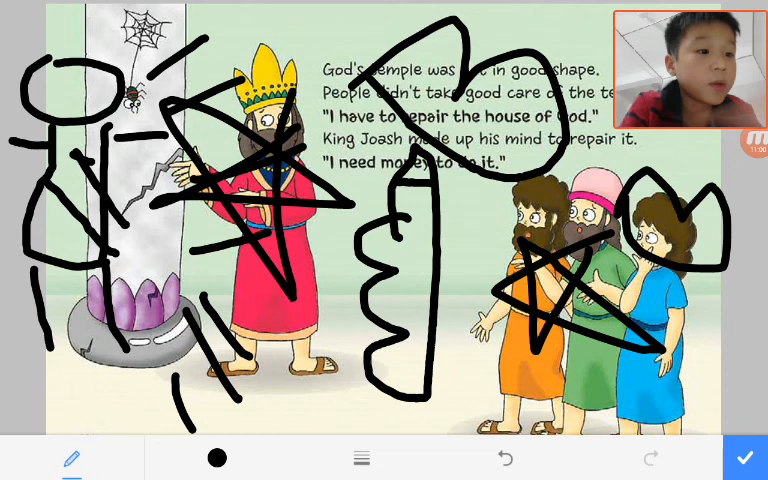 God's temple was not in good shape.
People didn't take good care of the te
"I have to repair the house of God."
King Joash made up his mind to repair it.
"I need money to do it."
11:00